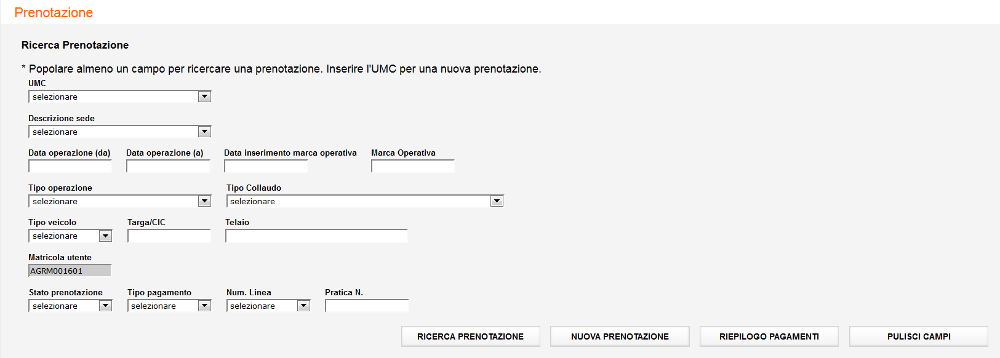 Prenotazione
Ricerca Prenotazione
* Popolare almeno un campo per ricercare una prenotazione. Inserire l'UMC per una nuova prenotazione.
UMC
selezionare
Descrizione sede
selezionare
Data operazione (da) Data operazione (a) Data inserimento marca operativa Marca Operativa
Tipo operazione Tipo Collaudo
selezionare selezionare
Tipo veicolo Targa/CIC Telaio
selezionare
Matricola utente
AGRM001601
Stato prenotazione Tipo pagamento Num. Linea Pratica N.
selezionare selezionare selezionare
RICERCA PRENOTAZIONE NUOVA PRENOTAZIONE RIEPILOGO PAGAMENTI PULISCI CAMPI